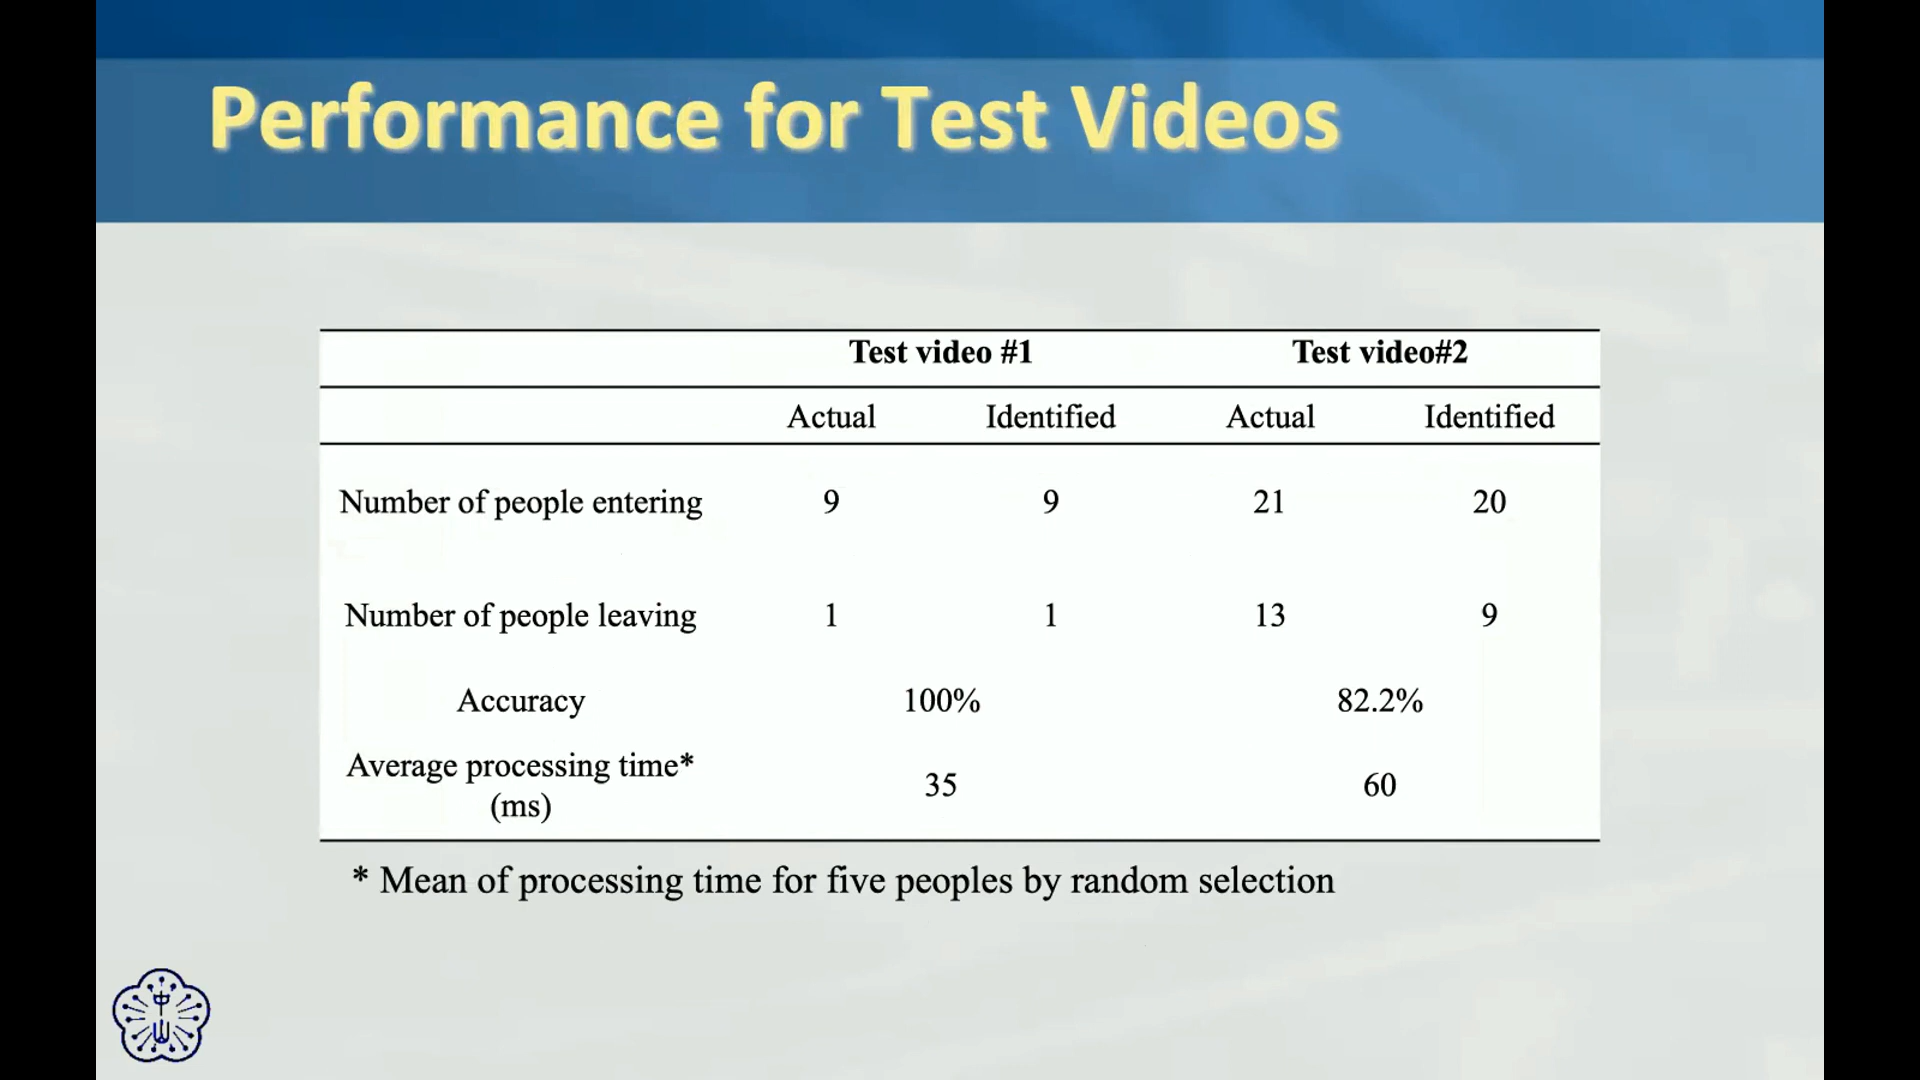 Performance for Test Videos
Test video #1 Test video#2
Actual Identified Actual Identified
Number of people entering 9 9 21 20
Number of people leaving 1 1 13 9
Accuracy 100% 82.2%
Average processing time*
(ms) 35 60
* Mean of processing time for five peoples by random selection